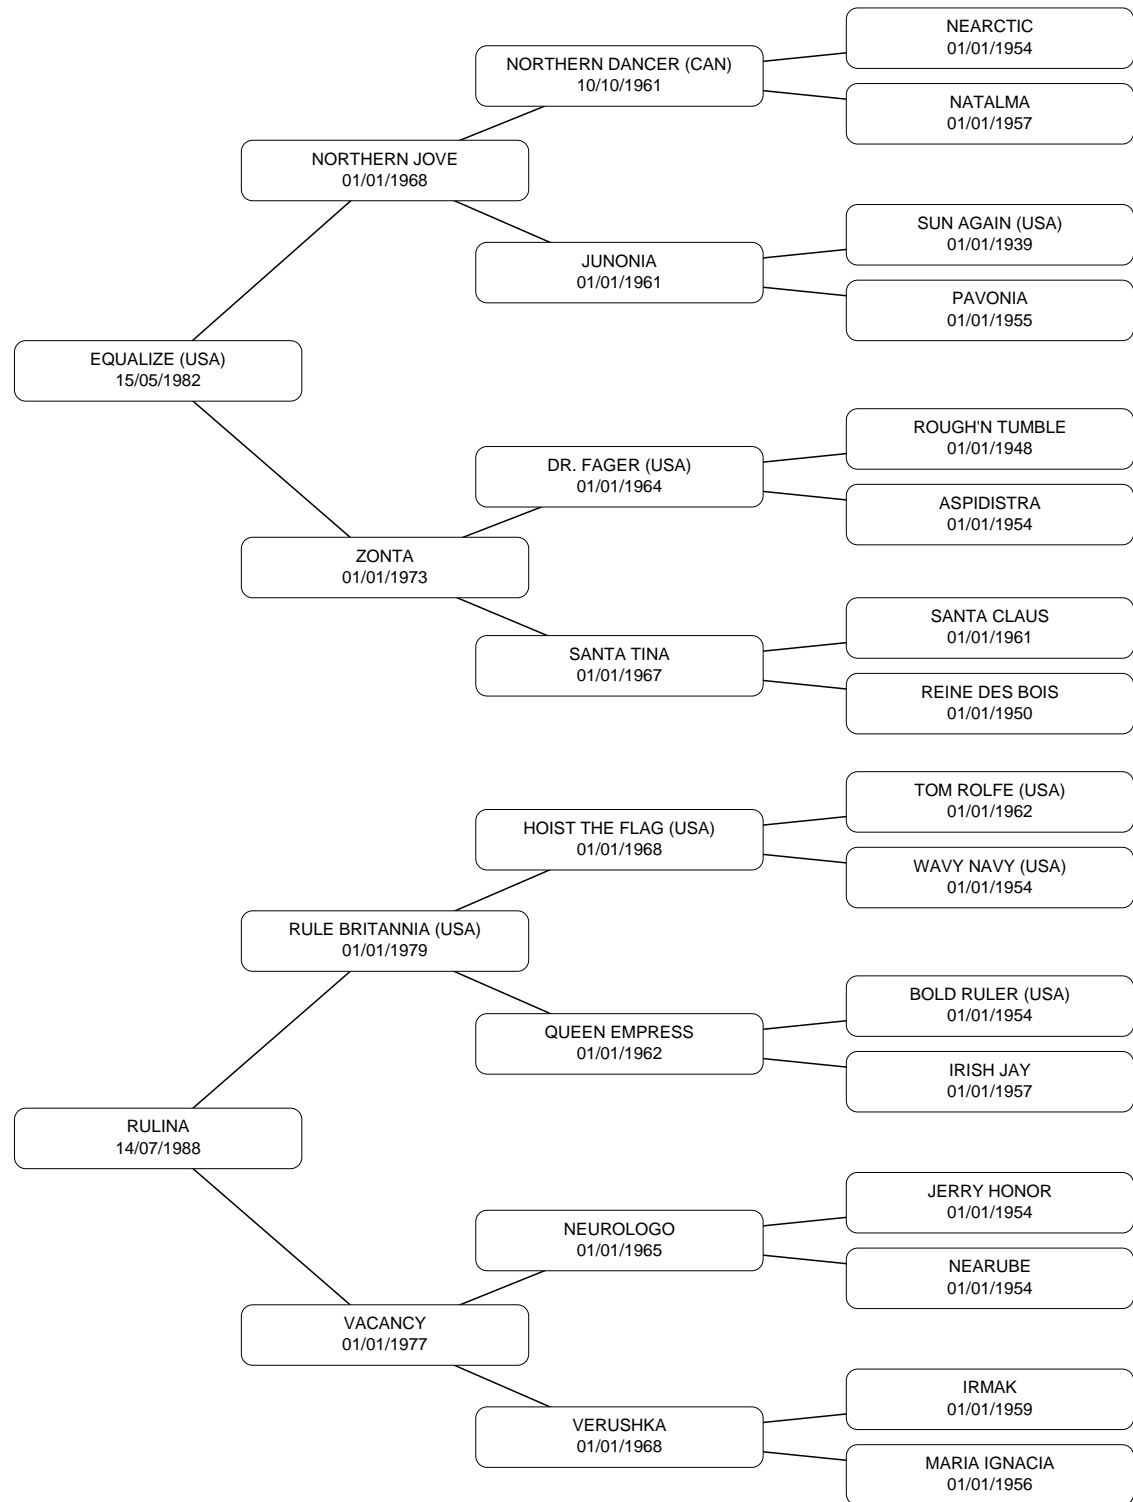 NEARCTIC
01/01/1954
NORTHERN DANCER (CAN)
10/10/1961
NATALMA
01/01/1957
NORTHERN JOVE
01/01/1968
SUN AGAIN (USA)
01/01/1939
JUNONIA
01/01/1961
PAVONIA
01/01/1955
EQUALIZE (USA)
15/05/1982
ROUGH'N TUMBLE
01/01/1948
DR. FAGER (USA)
01/01/1964
ASPIDISTRA
01/01/1954
ZONTA
01/01/1973
SANTA CLAUS
01/01/1961
SANTA TINA
01/01/1967
REINE DES BOIS
01/01/1950
TOM ROLFE (USA)
01/01/1962
HOIST THE FLAG (USA)
01/01/1968
WAVY NAVY (USA)
01/01/1954
RULE BRITANNIA (USA)
01/01/1979
BOLD RULER (USA)
01/01/1954
QUEEN EMPRESS
01/01/1962
IRISH JAY
01/01/1957
RULINA
14/07/1988
JERRY HONOR
01/01/1954
NEUROLOGO
01/01/1965
NEARUBE
01/01/1954
VACANCY
01/01/1977
IRMAK
01/01/1959
VERUSHKA
01/01/1968
MARIA IGNACIA
01/01/1956